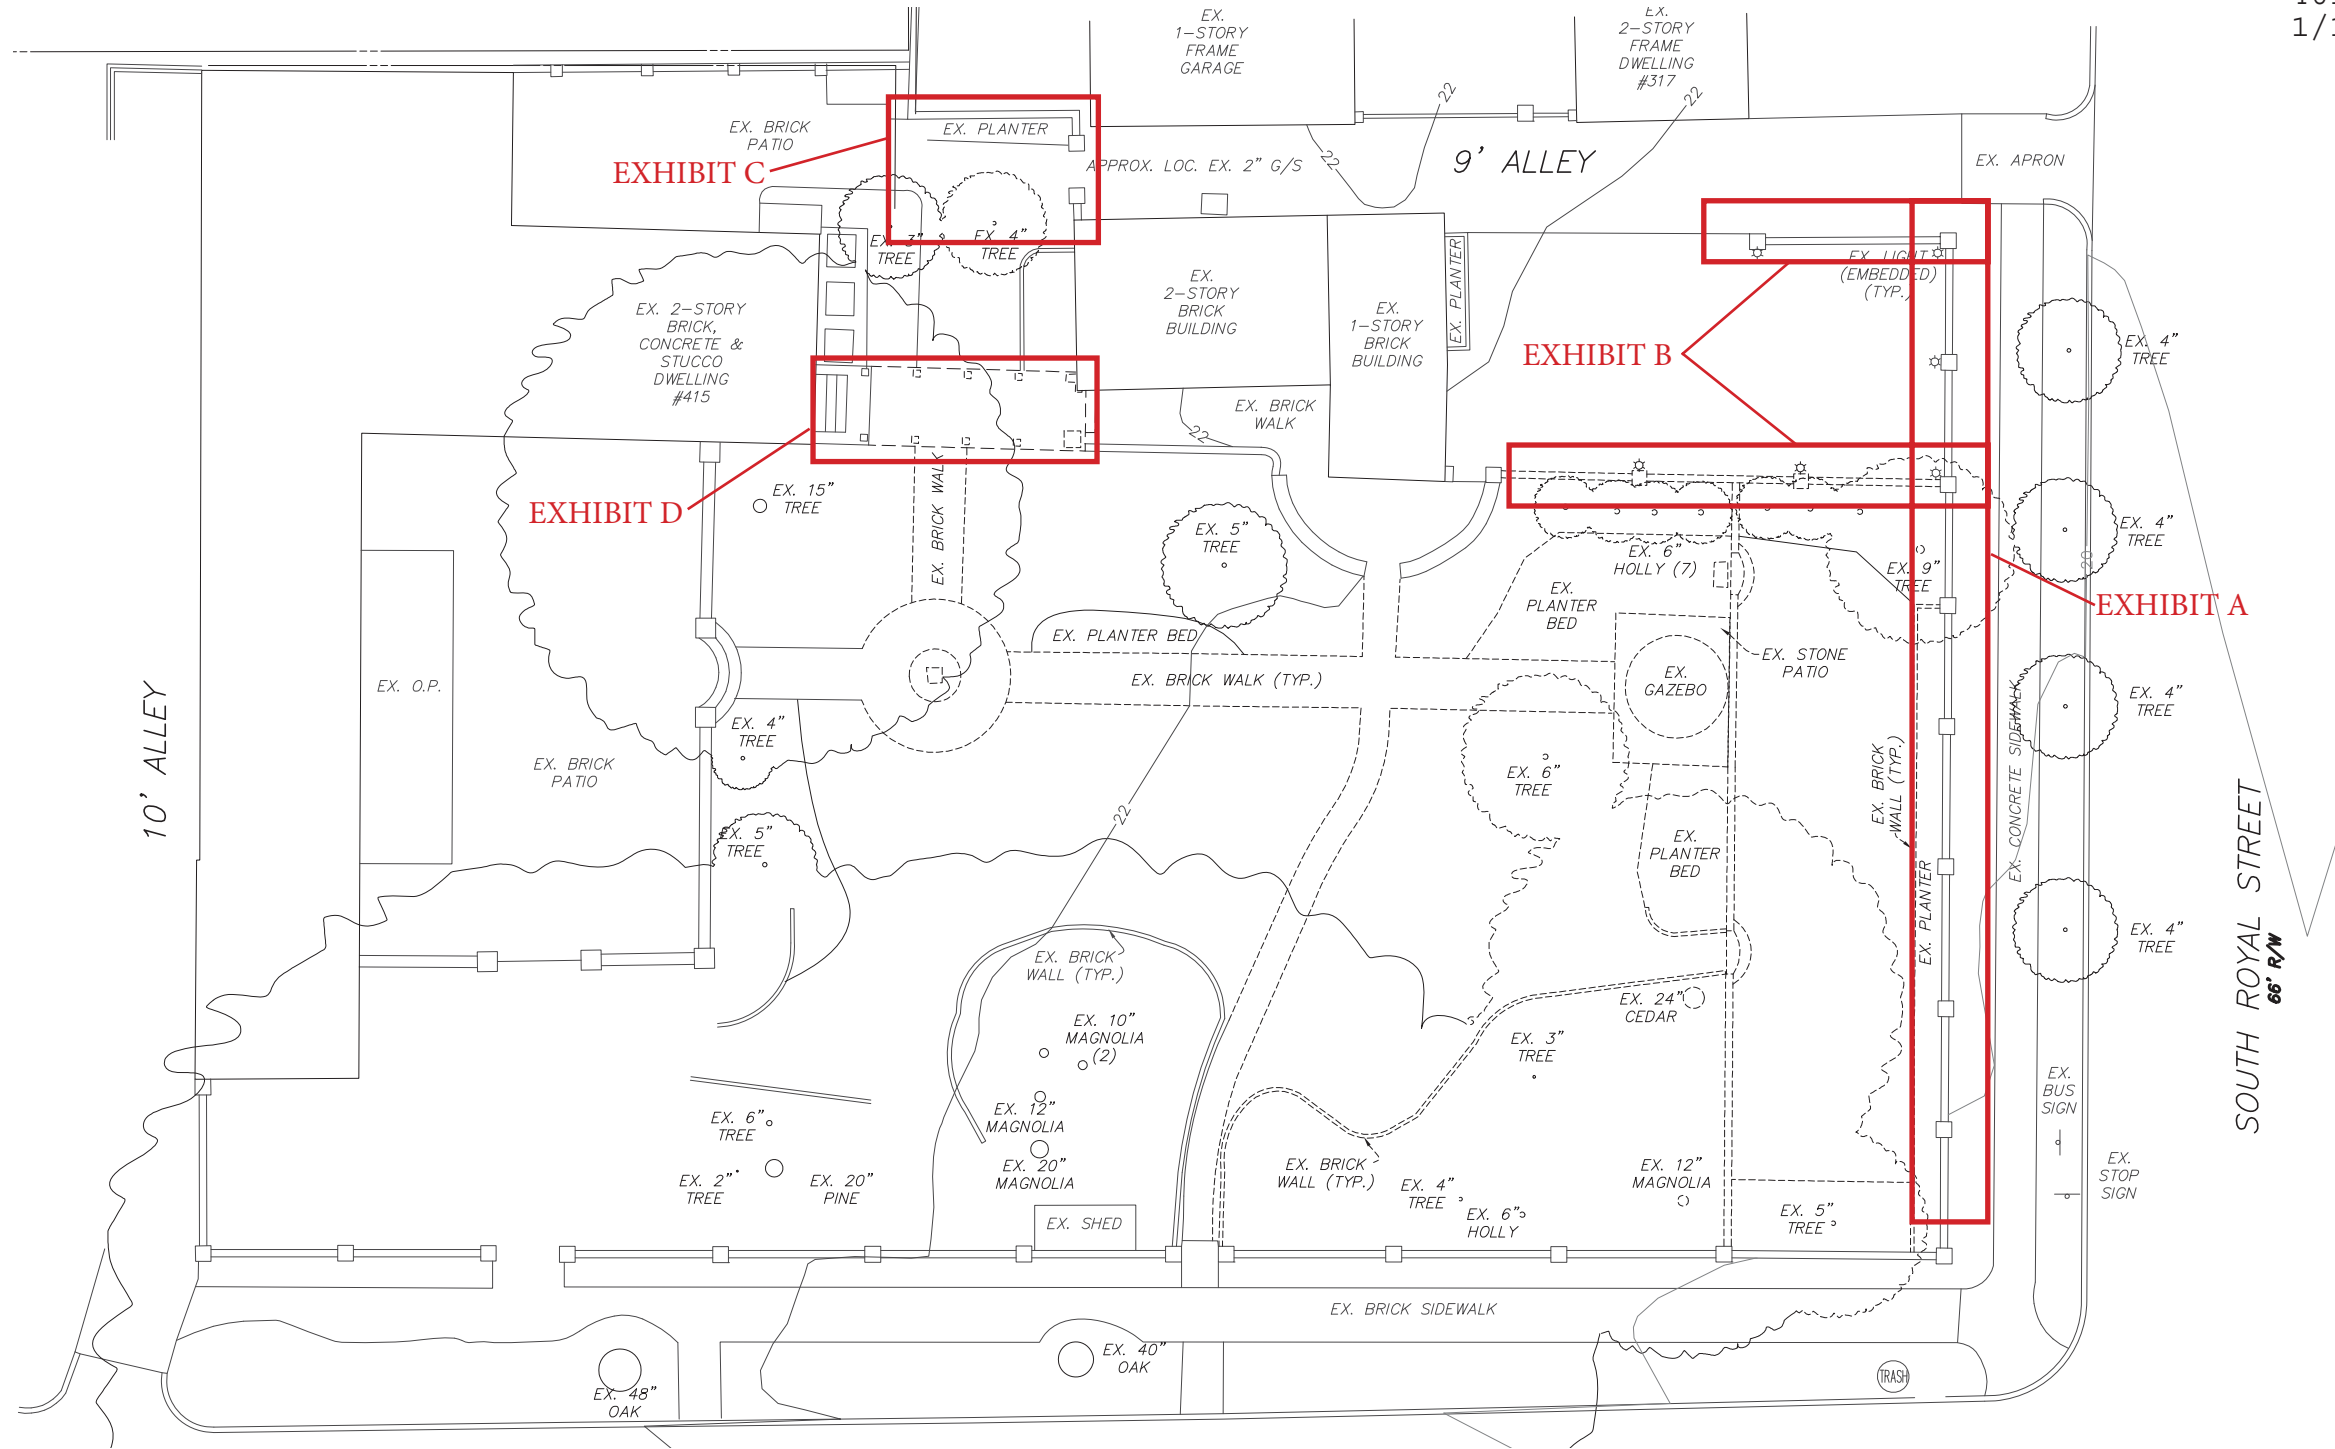 1/1
EX.
1-STORY
FRAME
GARAGE
EX.
2-STORY
FRAME
DWELLING
#317
EX. BRICK
PATIO
EX. PLANTER
EXHIBIT C
APPROX. LOC. EX. 2" G/S
22
22
22
9' ALLEY
EX. APRON
EX. 3"
TREE
EX. 4"
TREE
EX. 2-STORY
BRICK,
CONCRETE &
STUCCO
DWELLING
#415
EX.
2-STORY
BRICK
BUILDING
EX.
1-STORY
BRICK
BUILDING
EX. PLANTER
EX. LIGHT
(EMBEDDED)
(TYP.)
EXHIBIT B
EX. 4"
TREE
EX. BRICK
WALK
22
EXHIBIT D
EX. 15"
TREE
EX. BRICK WALK
EX. 5"
TREE
EX. 6"
HOLLY (7)
EX. 9"
TREE
EX. 4"
TREE
20
EXHIBIT A
EX.
PLANTER
BED
EX. PLANTER BED
EX. BRICK WALK (TYP.)
EX. STONE
PATIO
EX.
GAZEBO
EX. 4"
TREE
EX. O.P.
10' ALLEY
EX. 4"
TREE
EX. BRICK
PATIO
EX. 6"
TREE
EX. BRICK
WALL (TYP.)
EX. CONCRETE SIDEWALK
22
EX. 5"
TREE
EX.
PLANTER
BED
EX. PLANTER
EX. 4"
TREE
SOUTH ROYAL STREET
66' R/W
EX. BRICK
WALL (TYP.)
EX. 24"
CEDAR
EX. 10"
MAGNOLIA
(2)
EX. 3"
TREE
EX.
BUS
SIGN
EX. 6"
TREE
EX. 12"
MAGNOLIA
EX. 20"
MAGNOLIA
EX. 2"
TREE
EX. 20"
PINE
EX. BRICK
WALL (TYP.)
EX. 4"
TREE
EX. 6"
HOLLY
EX. 12"
MAGNOLIA
EX. 5"
TREE
EX.
STOP
SIGN
EX. SHED
EX. BRICK SIDEWALK
EX. 48"
OAK
EX. 40"
OAK
TRASH